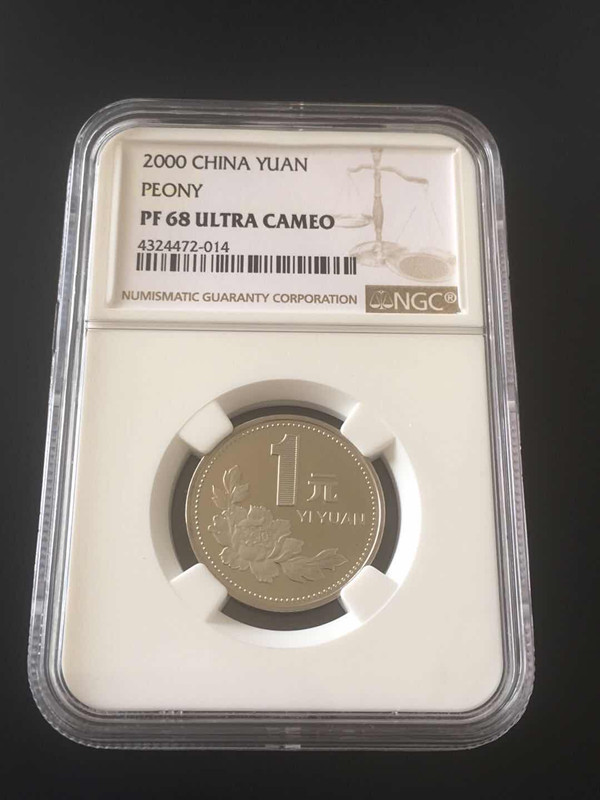 2000 CHINA YUAN
PEONY
PF 68 ULTRA CAMEO
4324472-014
NUMISMATIC GUARANTY CORPORATION NGC®
1
元
YI YUAN